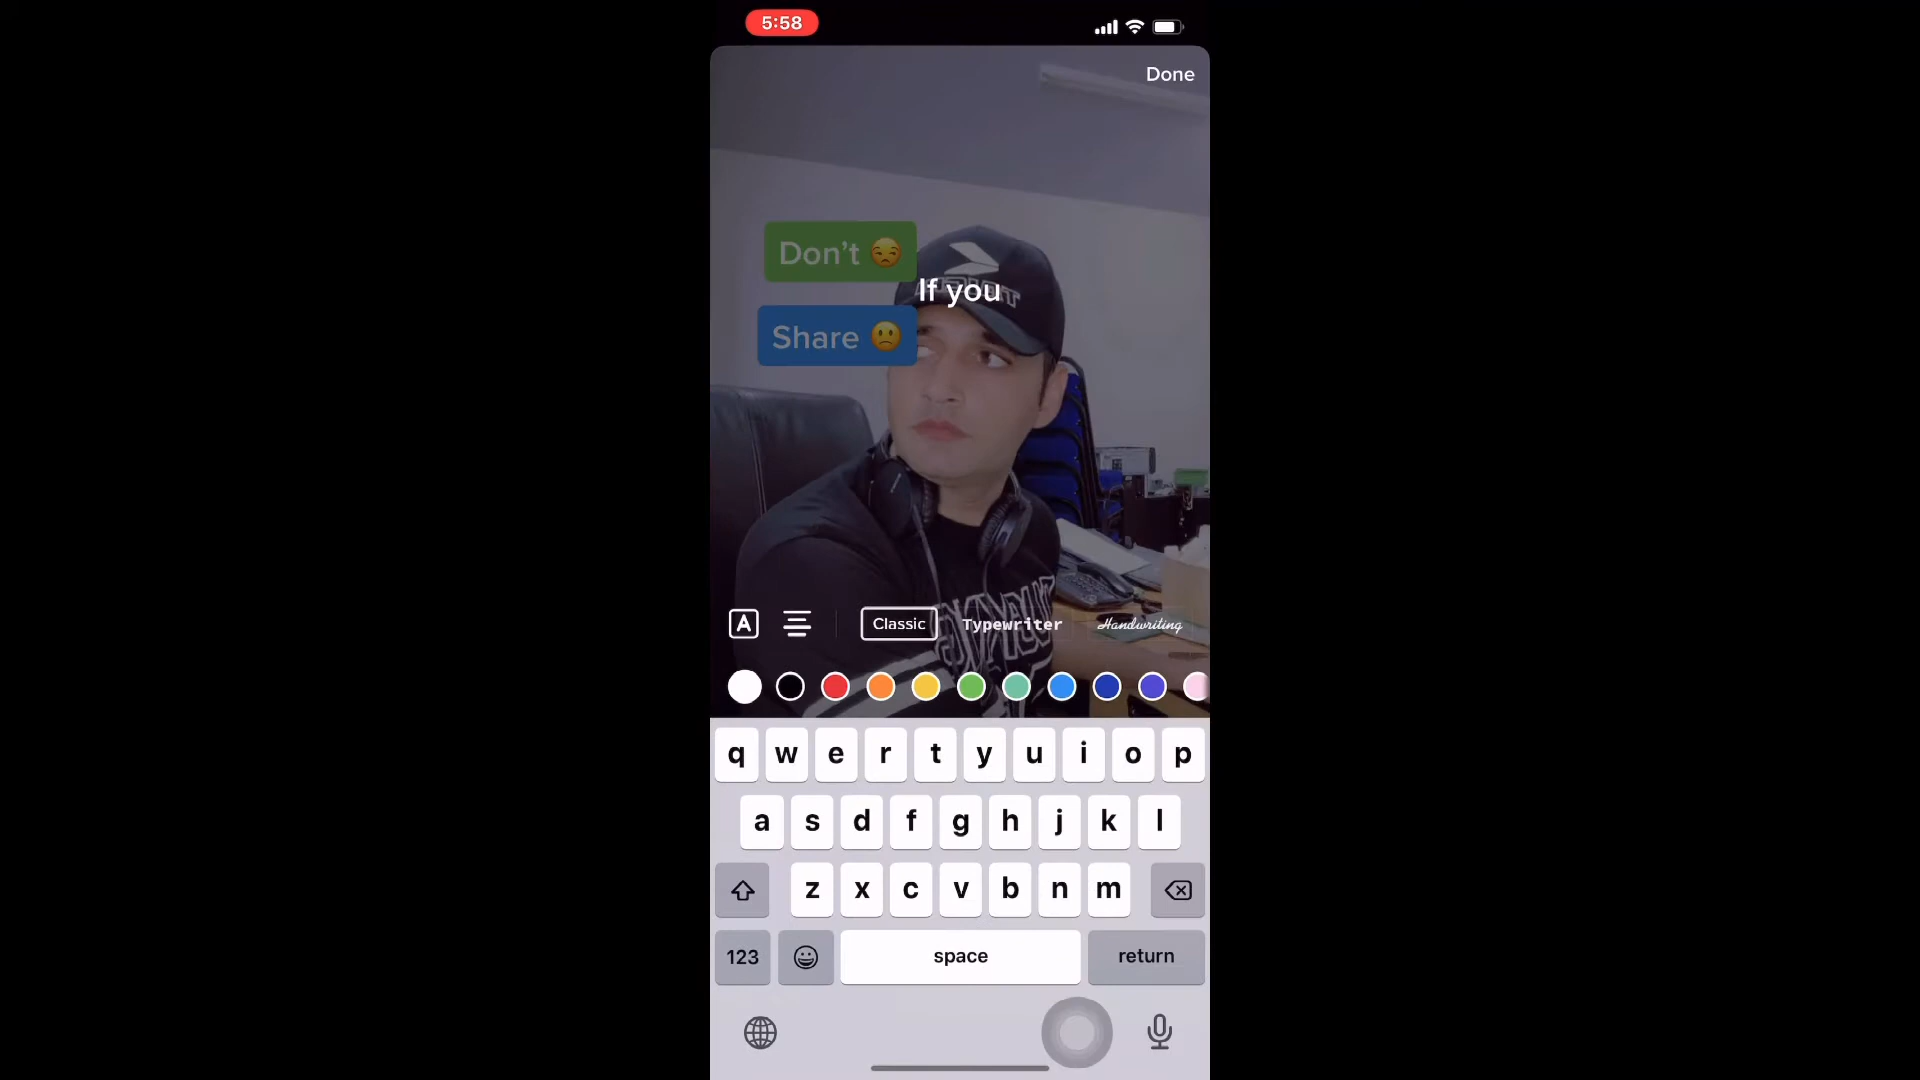 5:58
Done
Don't 😒
If you
Share 🙁
A
Classic Typewriter Handwriting
q w e r t y u i o p
a s d f g h j k l
z x c v b n m
123 space return